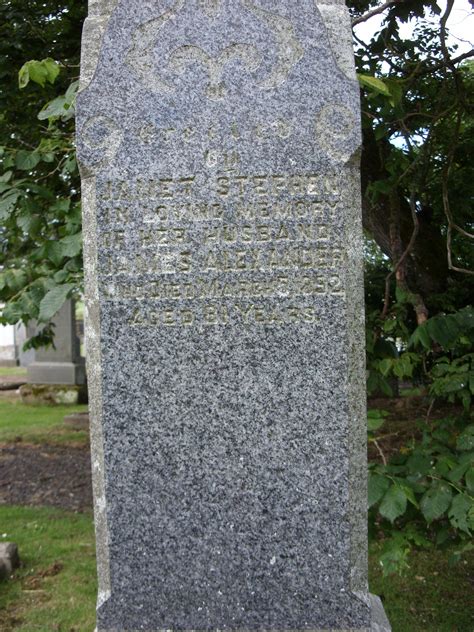 Erected
BY
JANET STEPHEN
IN LOVING MEMORY
OF HER HUSBAND
JAMES ALEXANDER
WHO DIED MARCH
AGED 81 YEARS.